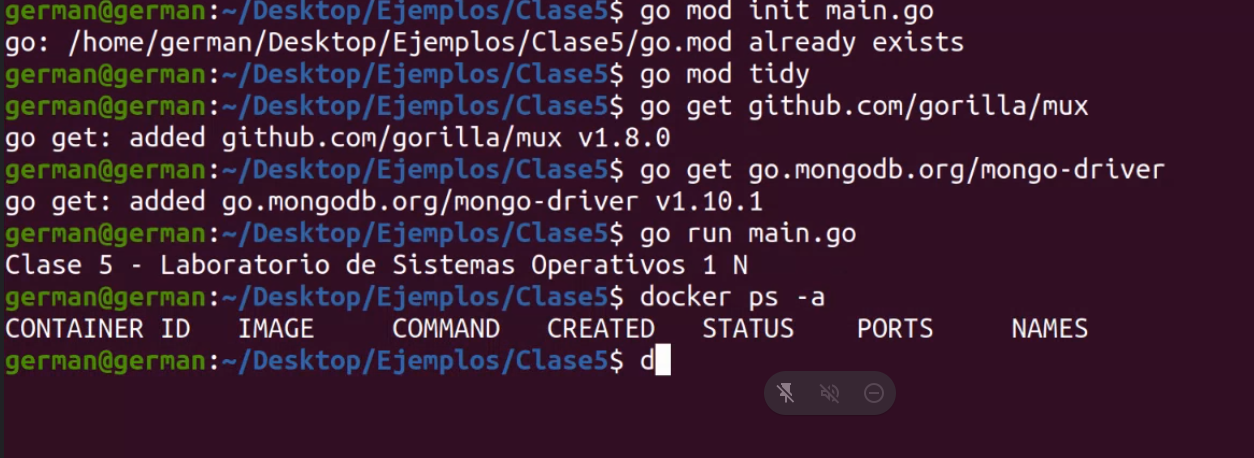 german@german:~/Desktop/Ejemplos/Clase5$ go mod init main.go
go: /home/german/Desktop/Ejemplos/Clase5/go.mod already exists
german@german:~/Desktop/Ejemplos/Clase5$ go mod tidy
german@german:~/Desktop/Ejemplos/Clase5$ go get github.com/gorilla/mux
go get: added github.com/gorilla/mux v1.8.0
german@german:~/Desktop/Ejemplos/Clase5$ go get go.mongodb.org/mongo-driver
go get: added go.mongodb.org/mongo-driver v1.10.1
german@german:~/Desktop/Ejemplos/Clase5$ go run main.go
Clase 5 - Laboratorio de Sistemas Operativos 1 N
german@german:~/Desktop/Ejemplos/Clase5$ docker ps -a
CONTAINER ID   IMAGE     COMMAND   CREATED   STATUS    PORTS     NAMES
german@german:~/Desktop/Ejemplos/Clase5$ d